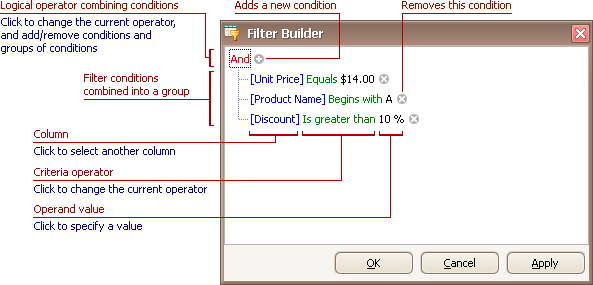 Logical operator combining conditions
Click to change the current operator,
and add/remove conditions and
groups of conditions
Adds a new condition
Removes this condition
Filter Builder
And
Filter conditions
combined into a group
[Unit Price] Equals $14.00
[Product Name] Begins with A
[Discount] Is greater than 10 %
Column
Click to select another column
Criteria operator
Click to change the current operator
Operand value
Click to specify a value
OK
Cancel
Apply